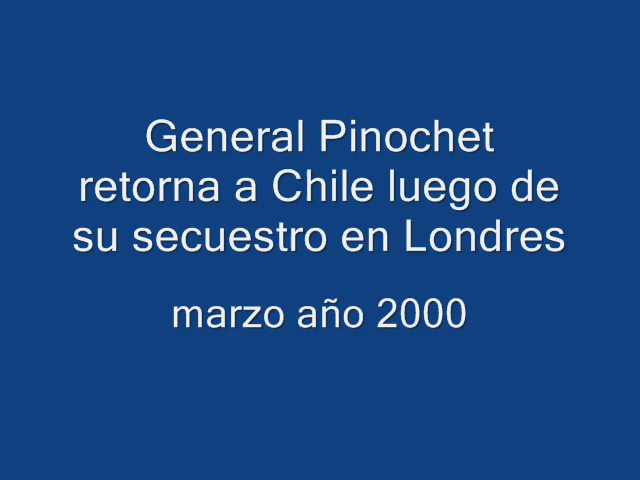 General Pinochet
retorna a Chile luego de
su secuestro en Londres
marzo año 2000